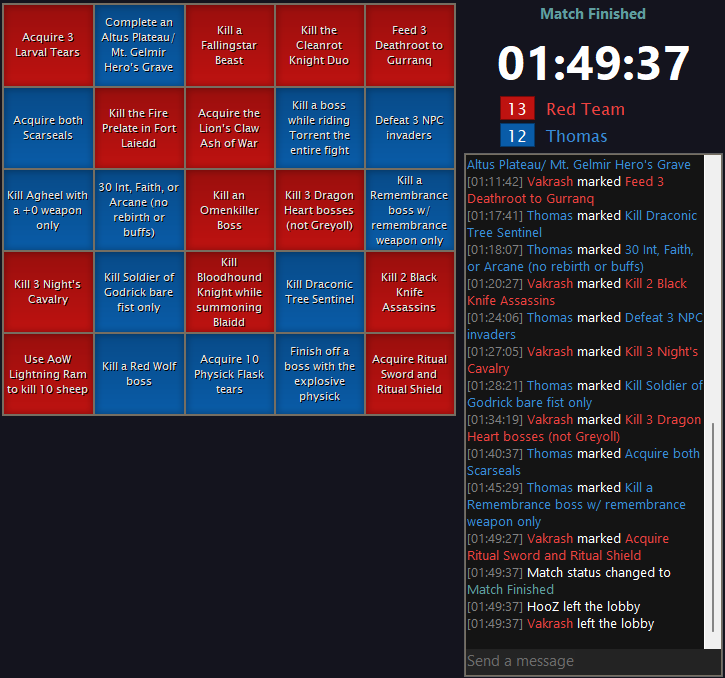 Acquire 3
Larval Tears
Complete an
Altus Plateau/
Mt. Gelmir
Hero's Grave
Kill a
Fallingstar
Beast
Kill the
Cleanrot
Knight Duo
Feed 3
Deathroot to
Gurranq
Acquire both
Scarseals
Kill the Fire
Prelate in Fort
Laiedd
Acquire the
Lion's Claw
Ash of War
Kill a boss
while riding
Torrent the
entire fight
Defeat 3 NPC
invaders
Kill Agheel with
a +0 weapon
only
30 Int, Faith, or
Arcane (no
rebirth or
buffs)
Kill an
Omenkiller
Boss
Kill 3 Dragon
Heart bosses
(not Greyoll)
Kill a
Remembrance
boss w/
remembrance
weapon only
Kill 3 Night's
Cavalry
Kill Soldier of
Godrick bare
fist only
Kill
Bloodhound
Knight while
summoning
Blaidd
Kill Draconic
Tree Sentinel
Kill 2 Black
Knife
Assassins
Use AoW
Lightning Ram
to kill 10 sheep
Kill a Red Wolf
boss
Acquire 10
Physick Flask
tears
Finish off a
boss with the
explosive
physick
Acquire Ritual
Sword and
Ritual Shield
Match Finished
01:49:37
13 Red Team
12 Thomas
Altus Plateau/ Mt. Gelmir Hero's Grave
[01:11:42] Vakrash marked Feed 3
Deathroot to Gurranq
[01:17:41] Thomas marked Kill Draconic
Tree Sentinel
[01:18:07] Thomas marked 30 Int, Faith,
or Arcane (no rebirth or buffs)
[01:20:27] Vakrash marked Kill 2 Black
Knife Assassins
[01:24:06] Thomas marked Defeat 3 NPC
invaders
[01:27:05] Vakrash marked Kill 3 Night's
Cavalry
[01:28:21] Thomas marked Kill Soldier of
Godrick bare fist only
[01:34:19] Vakrash marked Kill 3 Dragon
Heart bosses (not Greyoll)
[01:40:37] Thomas marked Acquire both
Scarseals
[01:45:29] Thomas marked Kill a
Remembrance boss w/ remembrance
weapon only
[01:49:27] Vakrash marked Acquire
Ritual Sword and Ritual Shield
[01:49:37] Match status changed to
Match Finished
[01:49:37] HooZ left the lobby
[01:49:37] Vakrash left the lobby
Send a message